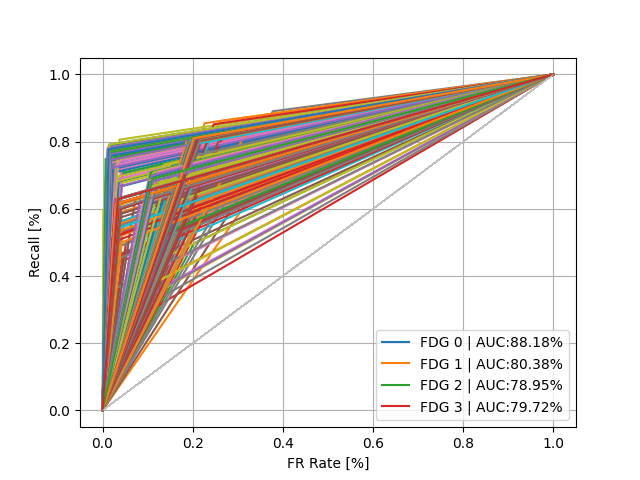 1.0
0.8
0.6
0.4
0.2
0.0
Recall [%]
FDG 0 | AUC:88.18%
FDG 1 | AUC:80.38%
FDG 2 | AUC:78.95%
FDG 3 | AUC:79.72%
0.0 0.2 0.4 0.6 0.8 1.0
FR Rate [%]